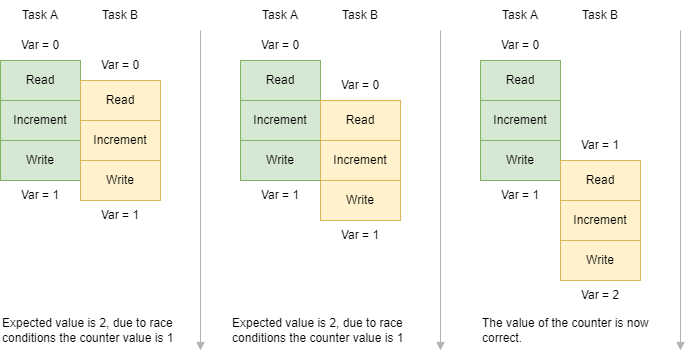 Task A
Task B
Var = 0
Var = 0
Read
Read
Increment
Increment
Write
Write
Var = 1
Var = 1
Expected value is 2, due to race
conditions the counter value is 1
Task A
Task B
Var = 0
Var = 0
Read
Read
Increment
Increment
Write
Write
Var = 1
Var = 1
Expected value is 2, due to race
conditions the counter value is 1
Task A
Task B
Var = 0
Read
Increment
Write
Var = 1
Var = 1
Read
Increment
Write
Var = 2
The value of the counter is now
correct.